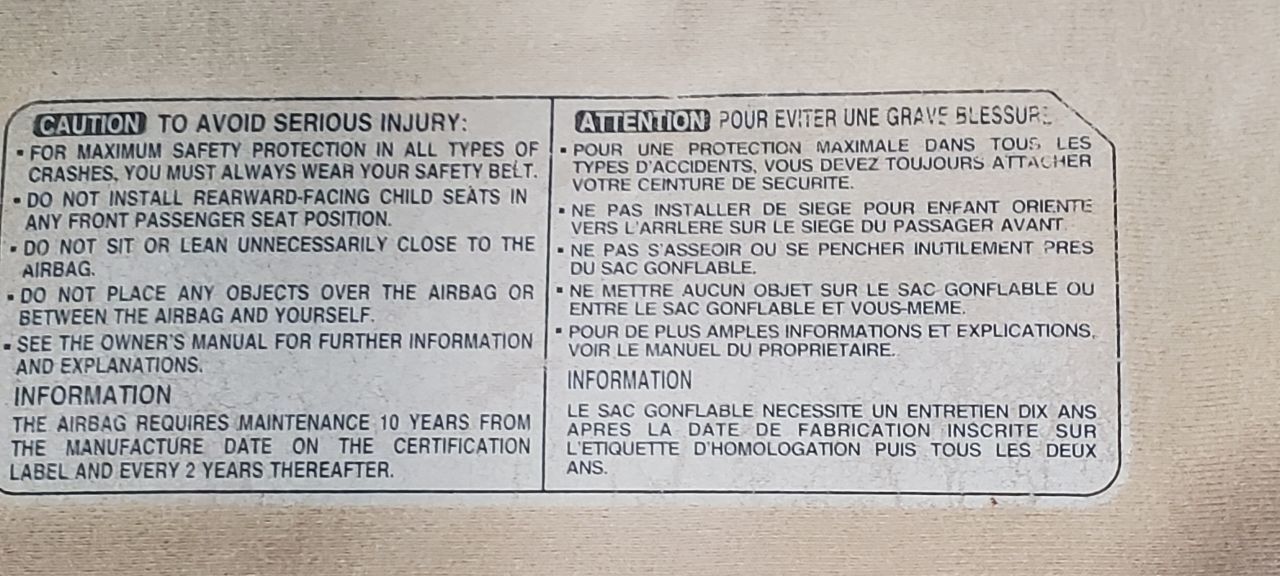 CAUTION TO AVOID SERIOUS INJURY:
▪ FOR MAXIMUM SAFETY PROTECTION IN ALL TYPES OF
CRASHES, YOU MUST ALWAYS WEAR YOUR SAFETY BELT.
▪ DO NOT INSTALL REARWARD-FACING CHILD SEATS IN
ANY FRONT PASSENGER SEAT POSITION.
▪ DO NOT SIT OR LEAN UNNECESSARILY CLOSE TO THE
AIRBAG.
▪ DO NOT PLACE ANY OBJECTS OVER THE AIRBAG OR
BETWEEN THE AIRBAG AND YOURSELF.
▪ SEE THE OWNER'S MANUAL FOR FURTHER INFORMATION
AND EXPLANATIONS.
INFORMATION
THE AIRBAG REQUIRES MAINTENANCE 10 YEARS FROM
THE MANUFACTURE DATE ON THE CERTIFICATION
LABEL AND EVERY 2 YEARS THEREAFTER.
ATTENTION POUR EVITER UNE GRAVE BLESSURE
▪ POUR UNE PROTECTION MAXIMALE DANS TOUS LES
TYPES D'ACCIDENTS, VOUS DEVEZ TOUJOURS ATTACHER
VOTRE CEINTURE DE SECURITE.
▪ NE PAS INSTALLER DE SIEGE POUR ENFANT ORIENTE
VERS L'ARRLERE SUR LE SIEGE DU PASSAGER AVANT.
▪ NE PAS S'ASSEOIR OU SE PENCHER INUTILEMENT PRES
DU SAC GONFLABLE.
▪ NE METTRE AUCUN OBJET SUR LE SAC GONFLABLE OU
ENTRE LE SAC GONFLABLE ET VOUS-MEME.
▪ POUR DE PLUS AMPLES INFORMATIONS ET EXPLICATIONS,
VOIR LE MANUEL DU PROPRIETAIRE.
INFORMATION
LE SAC GONFLABLE NECESSITE UN ENTRETIEN DIX ANS
APRES LA DATE DE FABRICATION INSCRITE SUR
L'ETIQUETTE D'HOMOLOGATION PUIS TOUS LES DEUX
ANS.